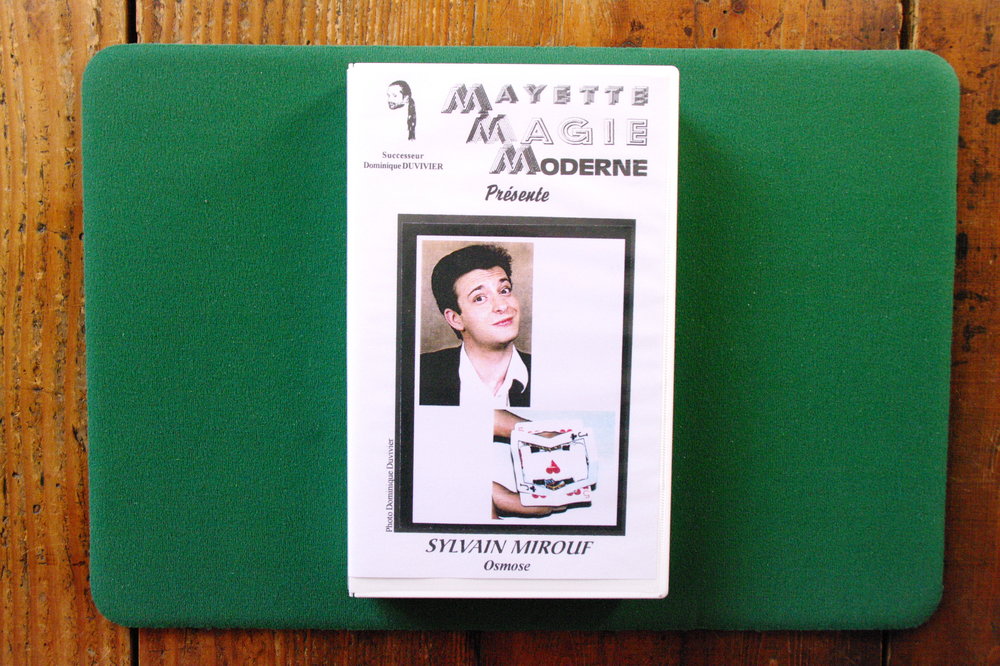 MAYETTE
MAGIE
MODERNE
Successeur
Dominique DUVIVIER
Présente
Photo Dominique Duvivier
SYLVAIN MIROUF
Osmose